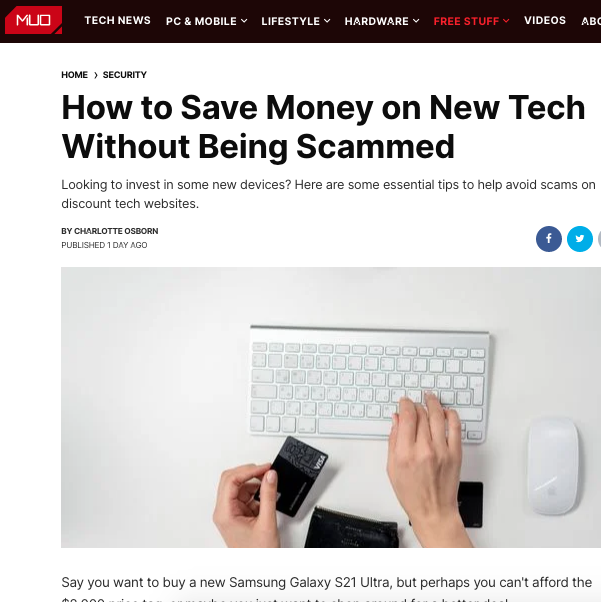 MUO
TECH NEWS PC & MOBILE LIFESTYLE HARDWARE FREE STUFF VIDEOS
HOME > SECURITY
How to Save Money on New Tech
Without Being Scammed
Looking to invest in some new devices? Here are some essential tips to help avoid scams on
discount tech websites.
BY CHARLOTTE OSBORN
PUBLISHED 1 DAY AGO
VISA
Say you want to buy a new Samsung Galaxy S21 Ultra, but perhaps you can't afford the